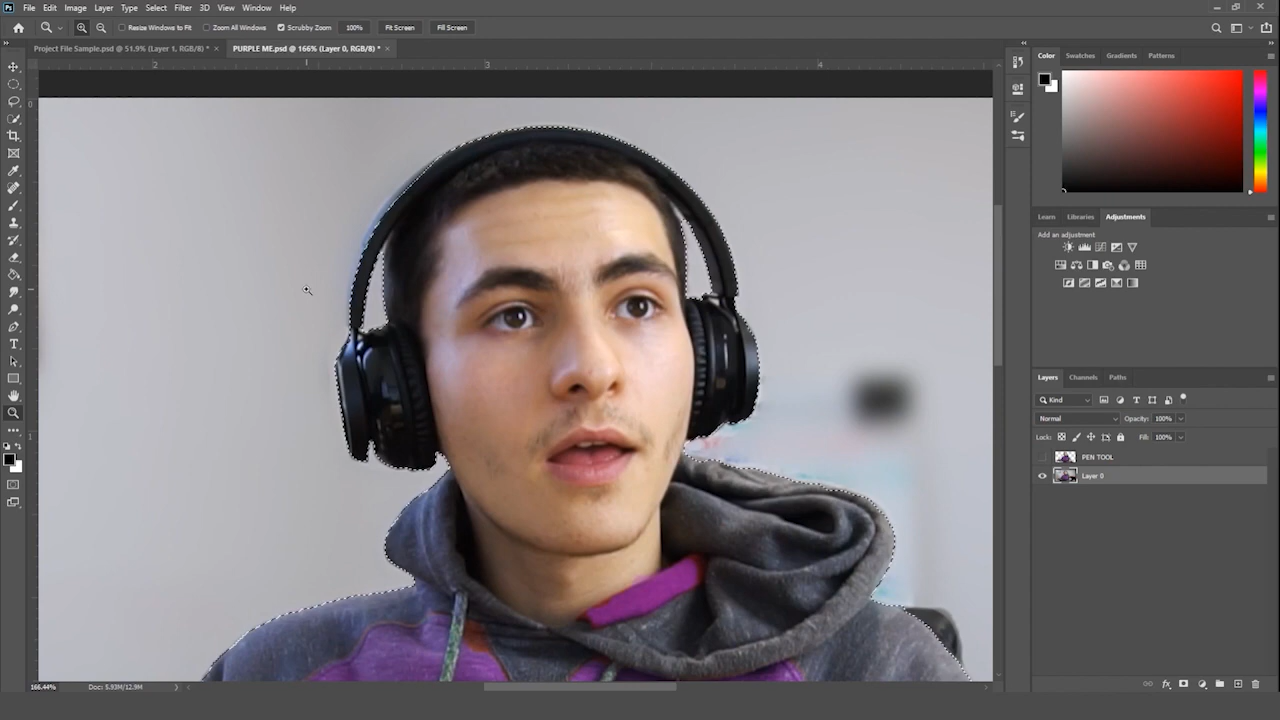 Ps File Edit Image Layer Type Select Filter 3D View Window Help
Resize Windows to Fit Zoom All Windows Scrubby Zoom 100% Fit Screen Fill Screen
Project File Sample.psd @ 51.9% (Layer 1, RGB/8) * × PURPLE ME.psd @ 166% (Layer 0, RGB/8) * ×
Color Swatches Gradients Patterns
2 3 4
0
1
Learn Libraries Adjustments
Add an adjustment
Layers Channels Paths
Kind
Normal Opacity: 100%
Lock: Fill: 100%
PEN TOOL
Layer 0
166.44% Doc: 5.93M/12.9M